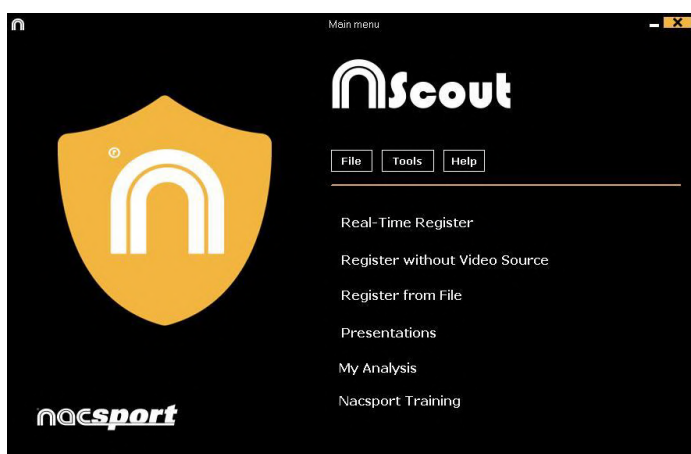 Main menu
nScout
File Tools Help
Real-Time Register
Register without Video Source
Register from File
Presentations
My Analysis
Nacsport Training
nacsport